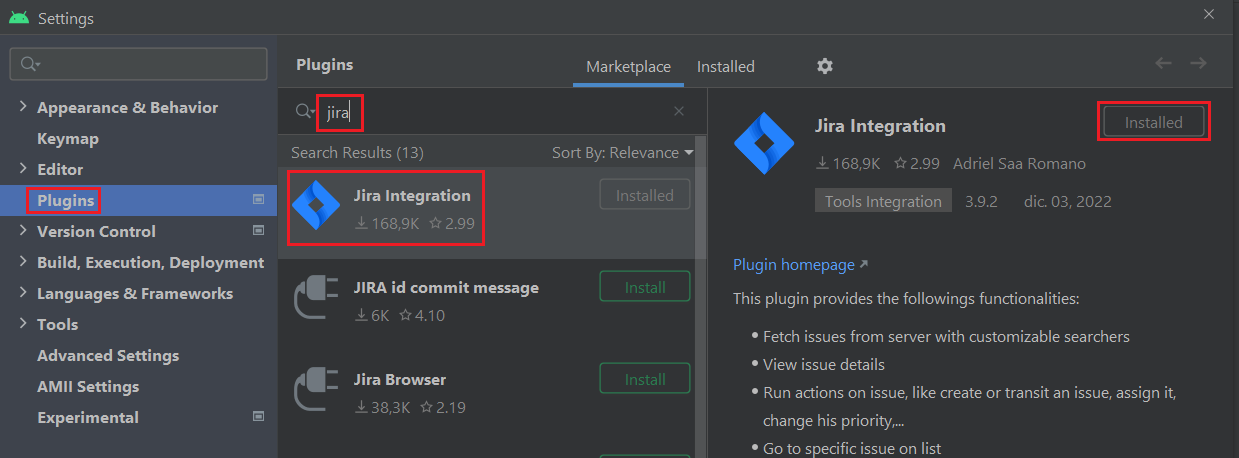 Settings
Plugins
Marketplace
Installed
Appearance & Behavior
Keymap
Editor
Plugins
Version Control
Build, Execution, Deployment
Languages & Frameworks
Tools
Advanced Settings
AMII Settings
Experimental
jira
Search Results (13)
Sort By: Relevance
Jira Integration
Installed
168,9K 2.99
JIRA id commit message
Install
6K 4.10
Jira Browser
Install
38,3K 2.19
Jira Integration
Installed
168,9K 2.99 Adriel Saa Romano
Tools Integration 3.9.2 dic. 03, 2022
Plugin homepage
This plugin provides the followings functionalities:
• Fetch issues from server with customizable searchers
• View issue details
• Run actions on issue, like create or transit an issue, assign it,
change his priority,...
• Go to specific issue on list